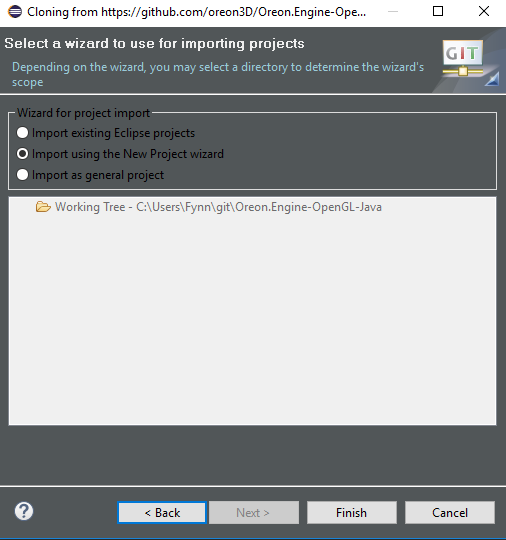 Cloning from https://github.com/oreon3D/Oreon.Engine-Ope...
Select a wizard to use for importing projects
Depending on the wizard, you may select a directory to determine the wizard's
scope
GIT
Wizard for project import
Import existing Eclipse projects
Import using the New Project wizard
Import as general project
Working Tree - C:\Users\Fynn\git\Oreon.Engine-OpenGL-Java
?
< Back
Next >
Finish
Cancel